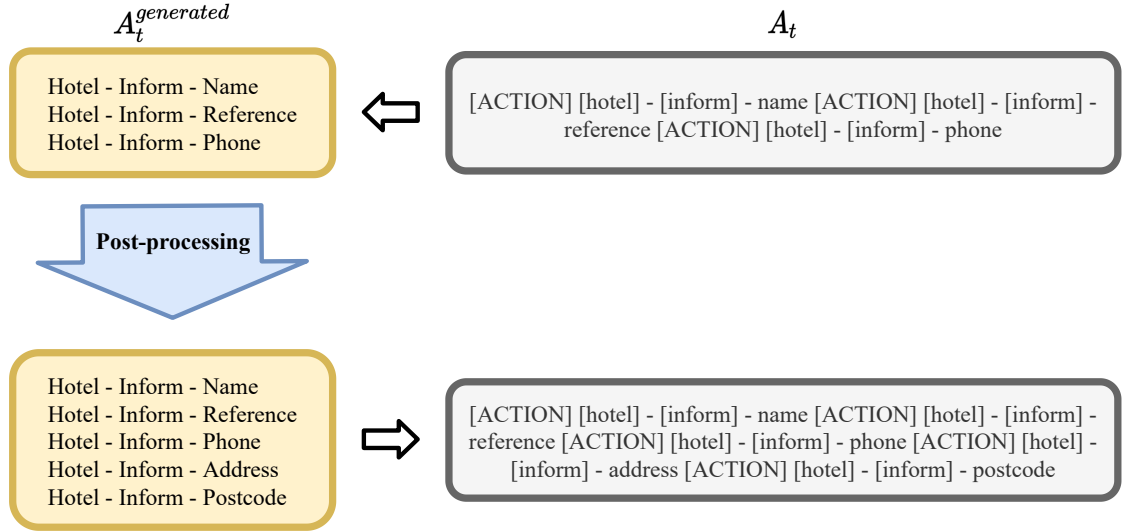 A_t^{generated}
A_t
Hotel - Inform - Name
Hotel - Inform - Reference
Hotel - Inform - Phone
[ACTION] [hotel] - [inform] - name [ACTION] [hotel] - [inform] -
reference [ACTION] [hotel] - [inform] - phone
Post-processing
Hotel - Inform - Name
Hotel - Inform - Reference
Hotel - Inform - Phone
Hotel - Inform - Address
Hotel - Inform - Postcode
[ACTION] [hotel] - [inform] - name [ACTION] [hotel] - [inform] -
reference [ACTION] [hotel] - [inform] - phone [ACTION] [hotel] -
[inform] - address [ACTION] [hotel] - [inform] - postcode